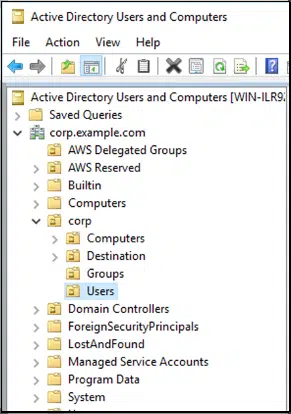 Active Directory Users and Computers
File Action View Help
Active Directory Users and Computers [WIN-ILR9
Saved Queries
corp.example.com
AWS Delegated Groups
AWS Reserved
Builtin
Computers
corp
Computers
Destination
Groups
Users
Domain Controllers
ForeignSecurityPrincipals
LostAndFound
Managed Service Accounts
Program Data
System